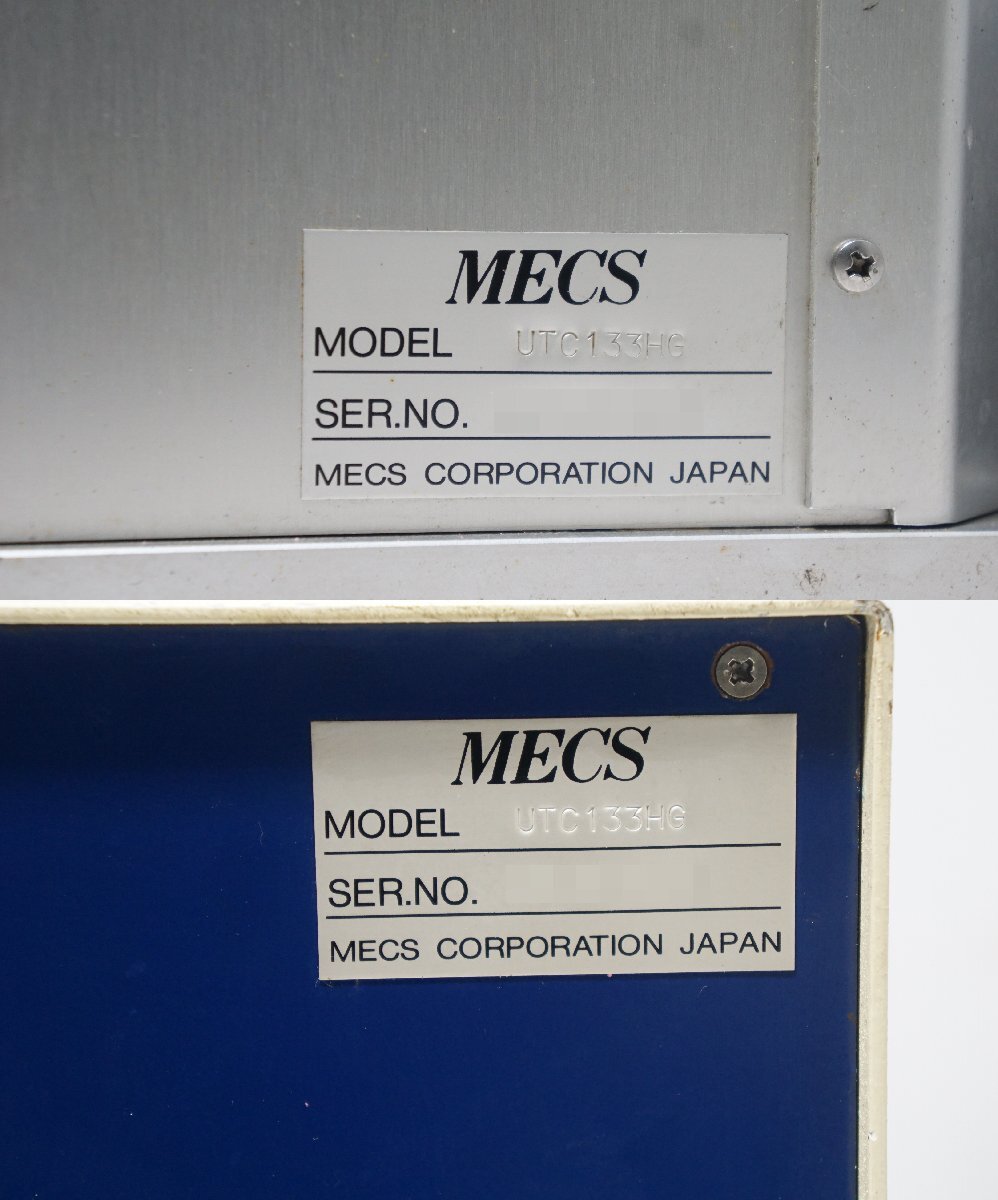 MECS
MODEL UTC133HG
SER.NO.
MECS CORPORATION JAPAN
MECS
MODEL UTC133HG
SER.NO.
MECS CORPORATION JAPAN